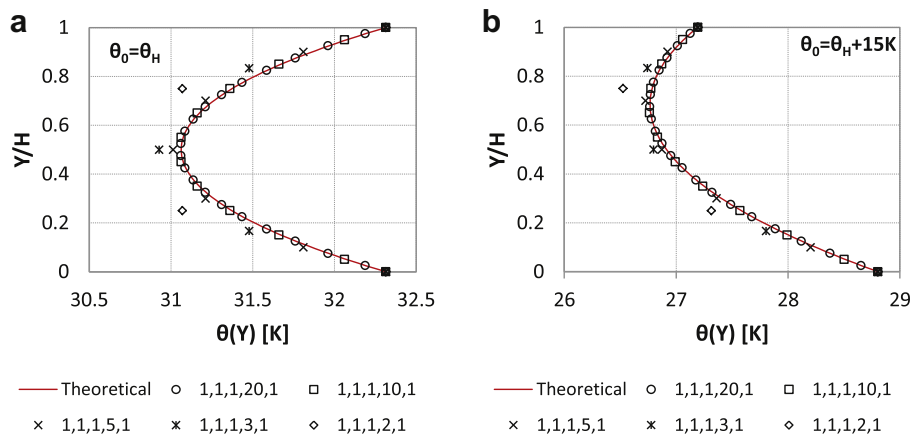 a
θ₀=θH
1
0.8
0.6
0.4
0.2
0
Y/H
30.5 31 31.5 32 32.5
θ(Y) [K]
Theoretical 1,1,1,20,1 1,1,1,10,1
1,1,1,5,1 1,1,1,3,1 1,1,1,2,1
b
θ₀=θH+15K
1
0.8
0.6
0.4
0.2
0
Y/H
26 27 28 29
θ(Y) [K]
Theoretical 1,1,1,20,1 1,1,1,10,1
1,1,1,5,1 1,1,1,3,1 1,1,1,2,1